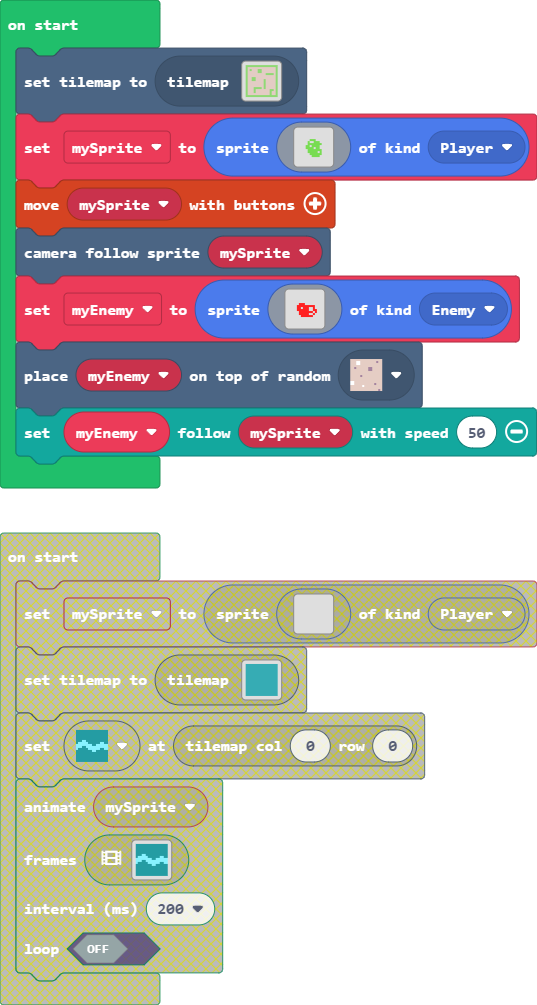 on start
set tilemap to tilemap
set mySprite to sprite of kind Player
move mySprite with buttons
camera follow sprite mySprite
set myEnemy to sprite of kind Enemy
place myEnemy on top of random
set myEnemy follow mySprite with speed 50
on start
set mySprite to sprite of kind Player
set tilemap to tilemap
set at tilemap col 0 row 0
animate mySprite
frames
interval (ms) 200
loop OFF